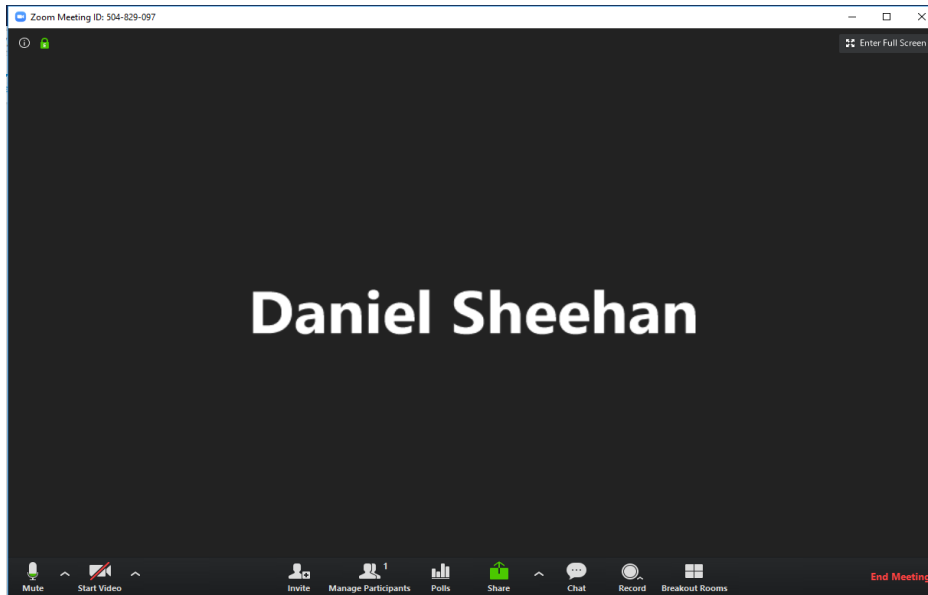 Zoom Meeting ID: 504-829-097
Enter Full Screen
Daniel Sheehan
1
Mute Start Video Invite Manage Participants Polls Share Chat Record Breakout Rooms End Meeting